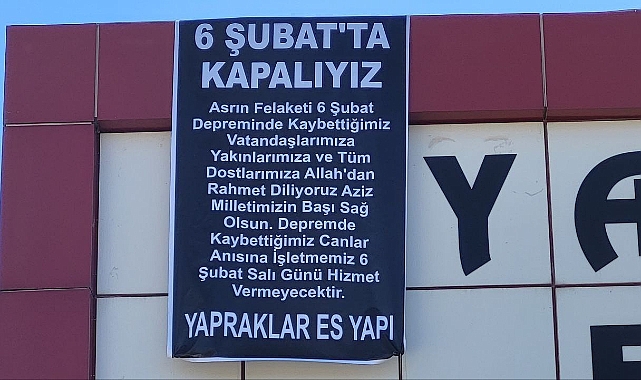 6 ŞUBAT'TA
KAPALIYIZ
Asrın Felaketi 6 Şubat
Depreminde Kaybettiğimiz
Vatandaşlarımıza
Yakınlarımıza ve Tüm
Dostlarımıza Allah'dan
Rahmet Diliyoruz Aziz
Milletimizin Başı Sağ
Olsun. Depremde
Kaybettiğimiz Canlar
Anısına İşletmemiz 6
Şubat Salı Günü Hizmet
Vermeyecektir.
YAPRAKLAR ES YAPI
YA